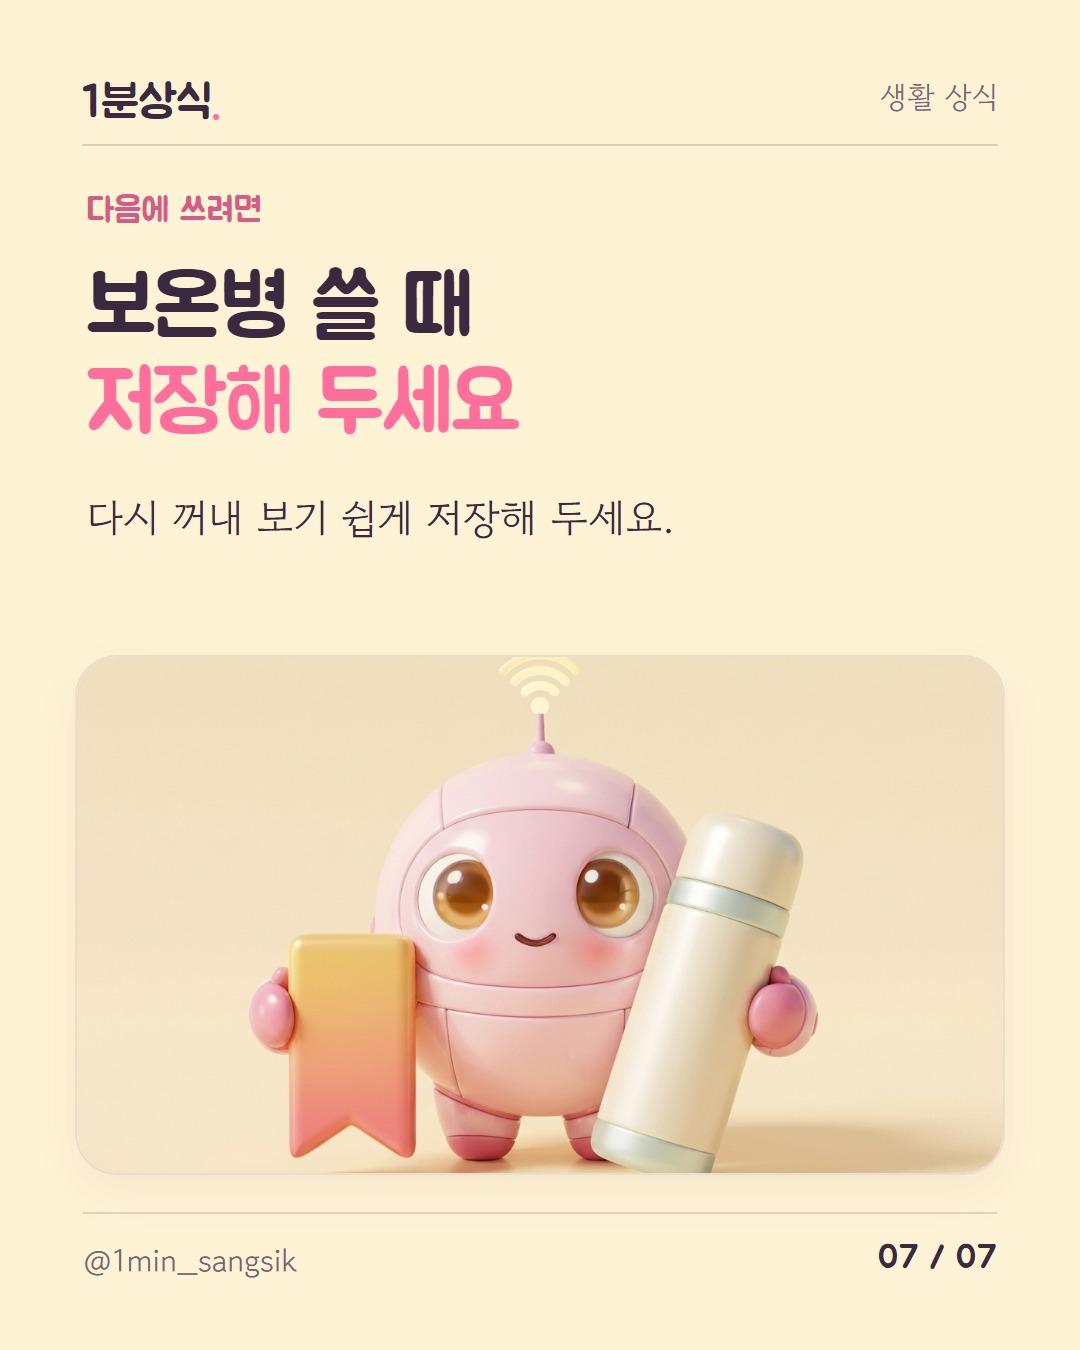 1분상식.
생활 상식
다음에 쓰려면
보온병 쓸 때
저장해 두세요
다시 꺼내 보기 쉽게 저장해 두세요.
@1min_sangsik
07 / 07